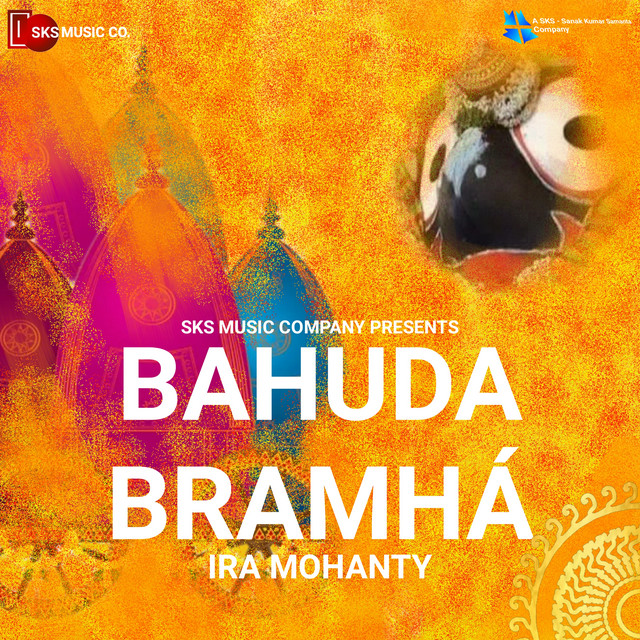 SKS MUSIC CO.
A SKS - Sanak Kumar Samanta
Company
SKS MUSIC COMPANY PRESENTS
BAHUDA
BRAMHÁ
IRA MOHANTY